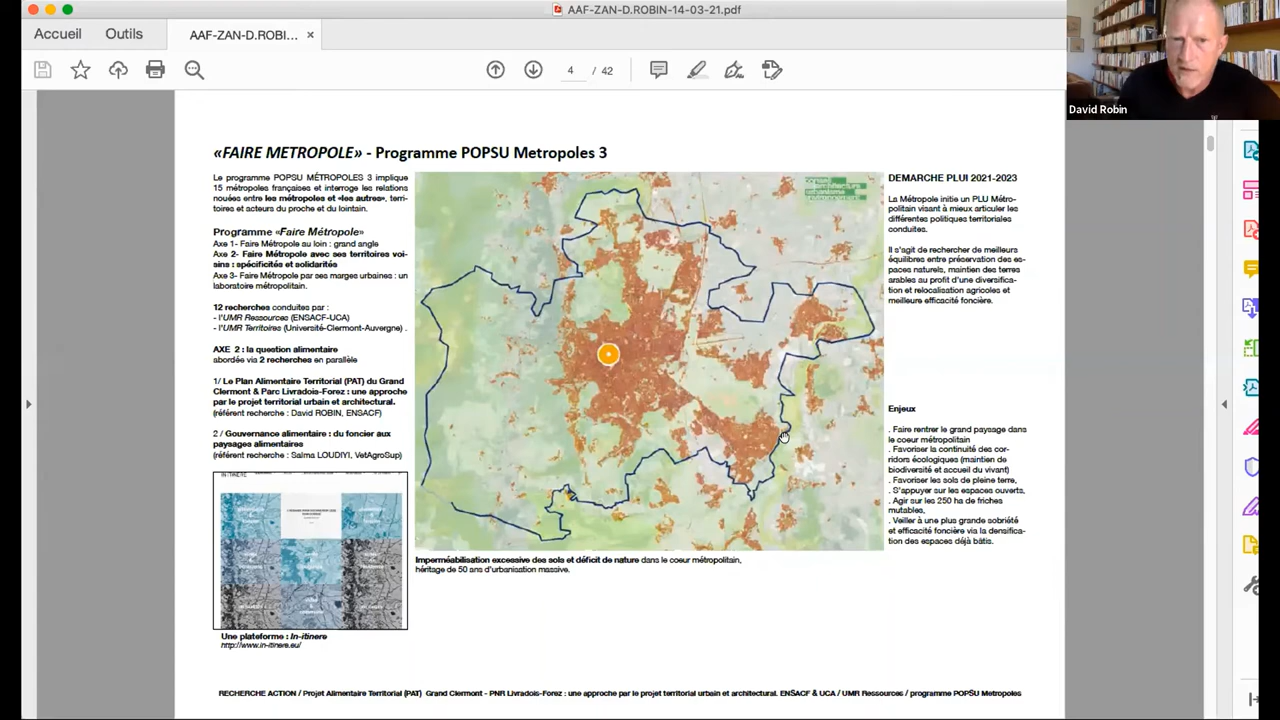 AAF-ZAN-D.ROBIN-14-03-21.pdf
Accueil
Outils
AAF-ZAN-D.ROBI...
4 / 42
David Robin
«FAIRE METROPOLE» - Programme POPSU Metropoles 3
Le programme POPSU MÉTROPOLES 3 implique
15 métropoles françaises et interroge les relations
nouées entre les métropoles et «les autres», terri-
toires et acteurs du proche et du lointain.
Programme «Faire Métropole»
Axe 1- Faire Métropole au loin : grand angle
Axe 2- Faire Métropole avec ses territoires voi-
sins : spécificités et solidarités
Axe 3- Faire Métropole par ses marges urbaines : un
laboratoire métropolitain.
12 recherches conduites par :
- l'UMR Ressources (ENSACF-UCA)
- l'UMR Territoires (Université-Clermont-Auvergne) .
AXE 2 : la question alimentaire
abordée via 2 recherches en parallèle
1/ Le Plan Alimentaire Territorial (PAT) du Grand
Clermont & Parc Livradois-Forez : une approche
par le projet territorial urbain et architectural.
(référent recherche : David ROBIN, ENSACF)
2 / Gouvernance alimentaire : du foncier aux
paysages alimentaires
(référent recherche : Salma LOUDIYI, VetAgroSup)
IN-ITINERE
Une plateforme : In-itinere
http://www.in-itinere.eu/
Imperméabilisation excessive des sols et déficit de nature dans le coeur métropolitain,
héritage de 50 ans d'urbanisation massive.
DEMARCHE PLUI 2021-2023
La Métropole initie un PLU Métro-
politain visant à mieux articuler les
différentes politiques territoriales
conduites.
Il s'agit de rechercher de meilleurs
équilibres entre préservation des es-
paces naturels, maintien des terres
arables au profit d'une diversifica-
tion et relocalisation agricoles et
meilleure efficacité foncière.
Enjeux
. Faire rentrer le grand paysage dans
le coeur métropolitain
. Favoriser la continuité des cor-
ridors écologiques (maintien de
biodiversité et accueil du vivant)
. Favoriser les sols de pleine terre,
. S'appuyer sur les espaces ouverts,
. Agir sur les 250 ha de friches
mutables,
. Veiller à une plus grande sobriété
et efficacité foncière via la densifica-
tion des espaces déjà bâtis.
RECHERCHE ACTION / Projet Alimentaire Territorial (PAT) Grand Clermont - PNR Livradois-Forez : une approche par le projet territorial urbain et architectural. ENSACF & UCA / UMR Ressources / programme POPSU Metropoles